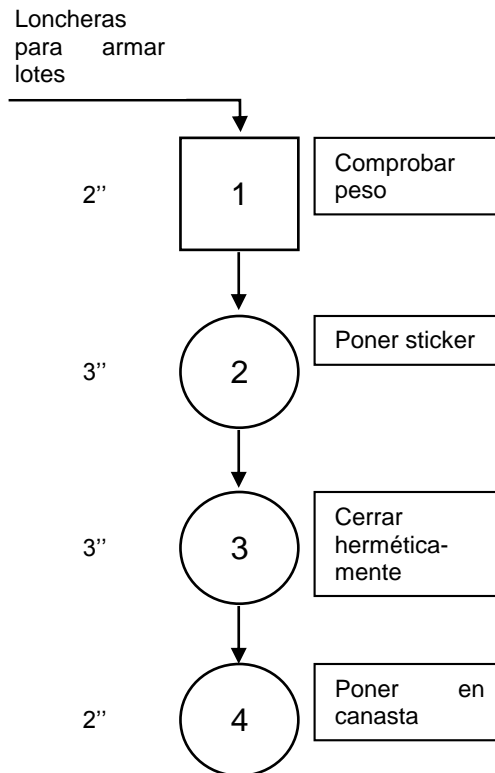 Loncheras
para armar
lotes
2’’
1
Comprobar
peso
3’’
2
Poner sticker
3’’
3
Cerrar
hermética-
mente
2’’
4
Poner en
canasta